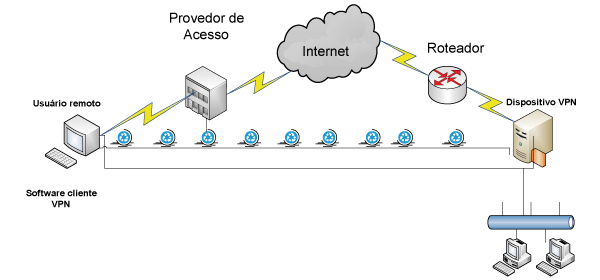 Provedor de
Acesso
Internet
Roteador
Usuário remoto
Dispositivo VPN
Software cliente
VPN